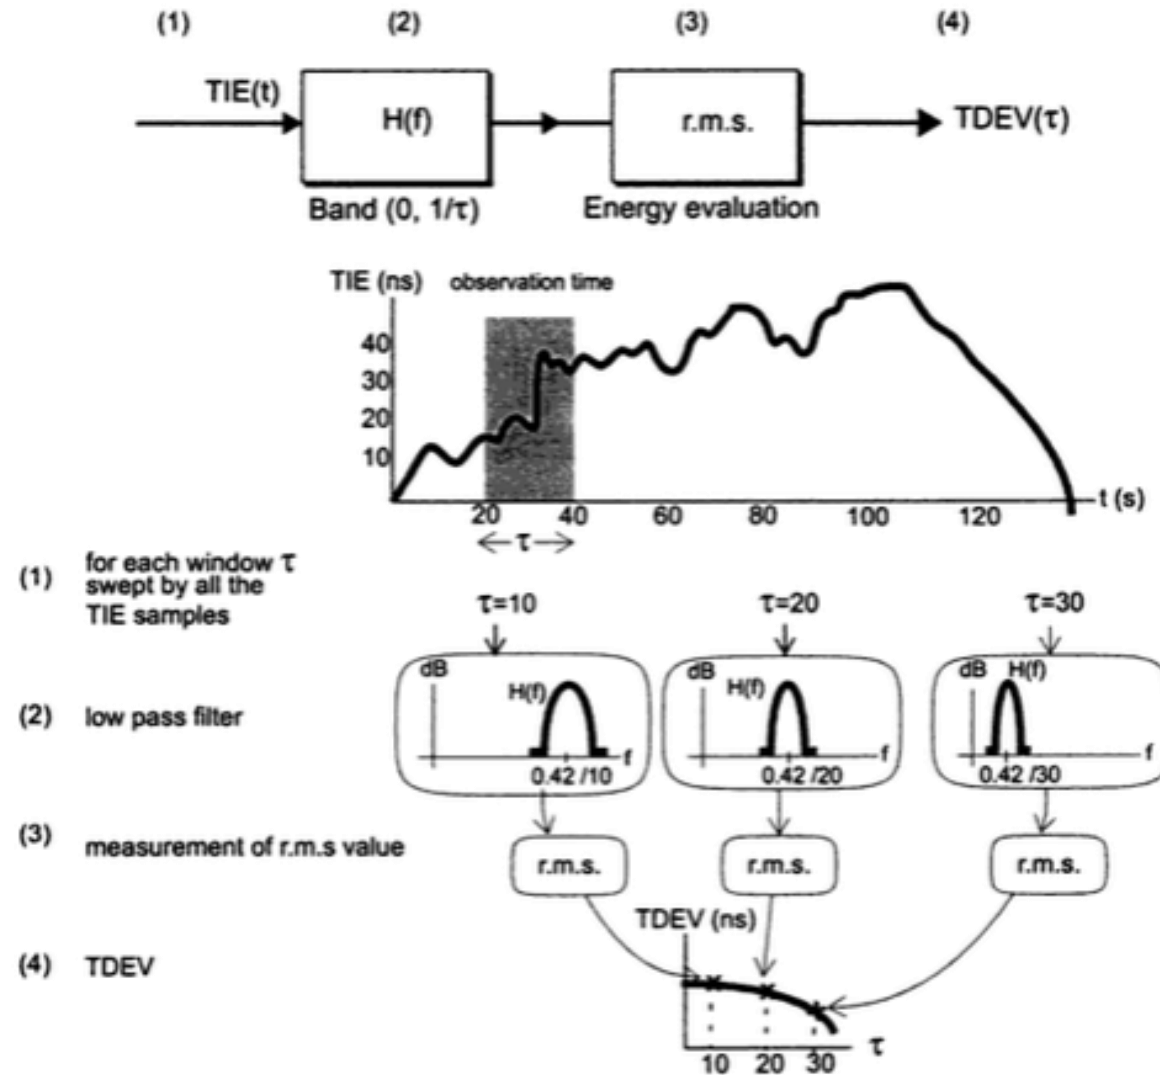 (1) (2) (3) (4)
TIE(t) H(f) r.m.s. TDEV(τ)
Band (0, 1/τ) Energy evaluation
TIE (ns) observation time
40
30
20
10
20 40 60 80 100 120 t (s)
τ
(1) for each window τ
swept by all the
TIE samples
τ=10 τ=20 τ=30
dB H(f) f
0.42 /10
dB H(f) f
0.42 /20
dB H(f) f
0.42 /30
(2) low pass filter
(3) measurement of r.m.s value
r.m.s. r.m.s. r.m.s.
TDEV (ns)
(4) TDEV
τ
10 20 30